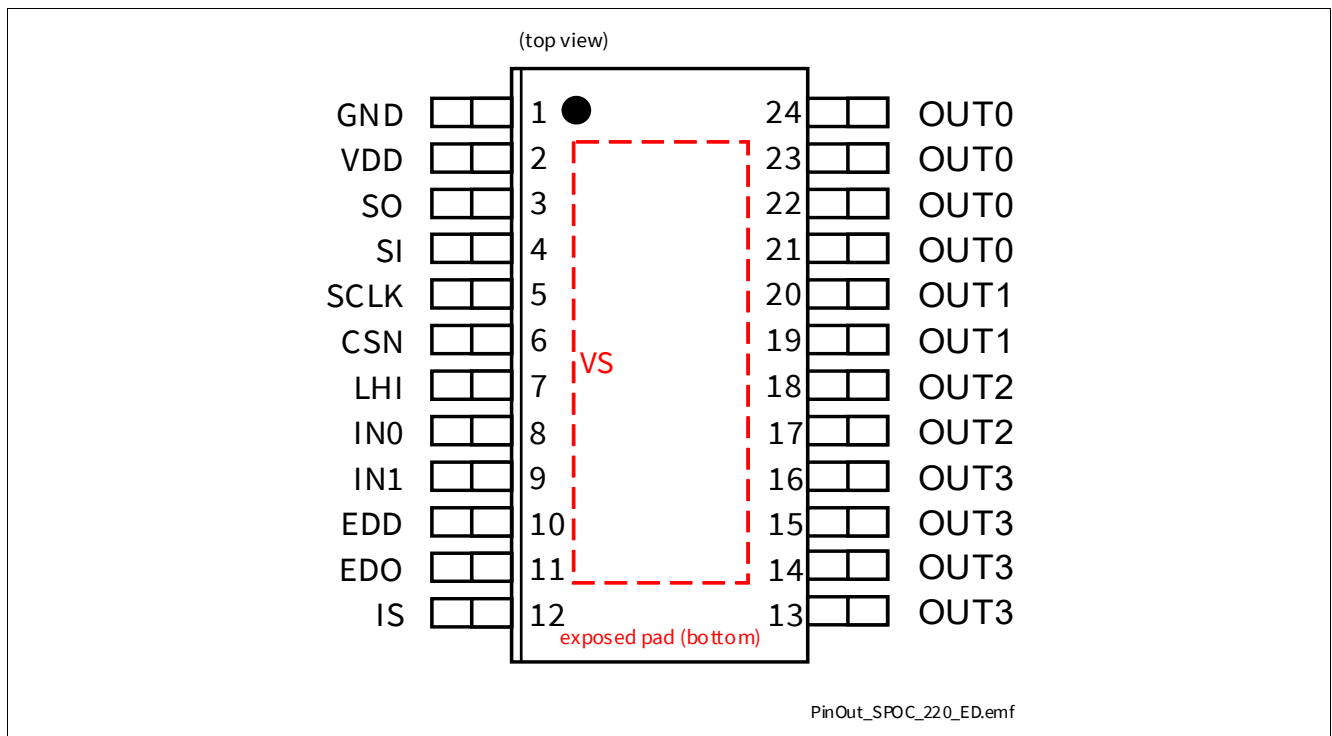 (top view)
GND 1 24 OUT0
VDD 2 23 OUT0
SO 3 22 OUT0
SI 4 21 OUT0
SCLK 5 20 OUT1
CSN 6 19 OUT1
VS
LHI 7 18 OUT2
IN0 8 17 OUT2
IN1 9 16 OUT3
EDD 10 15 OUT3
EDO 11 14 OUT3
IS 12 13 OUT3
exposed pad (bottom)
PinOut_SPOC_220_ED.emf